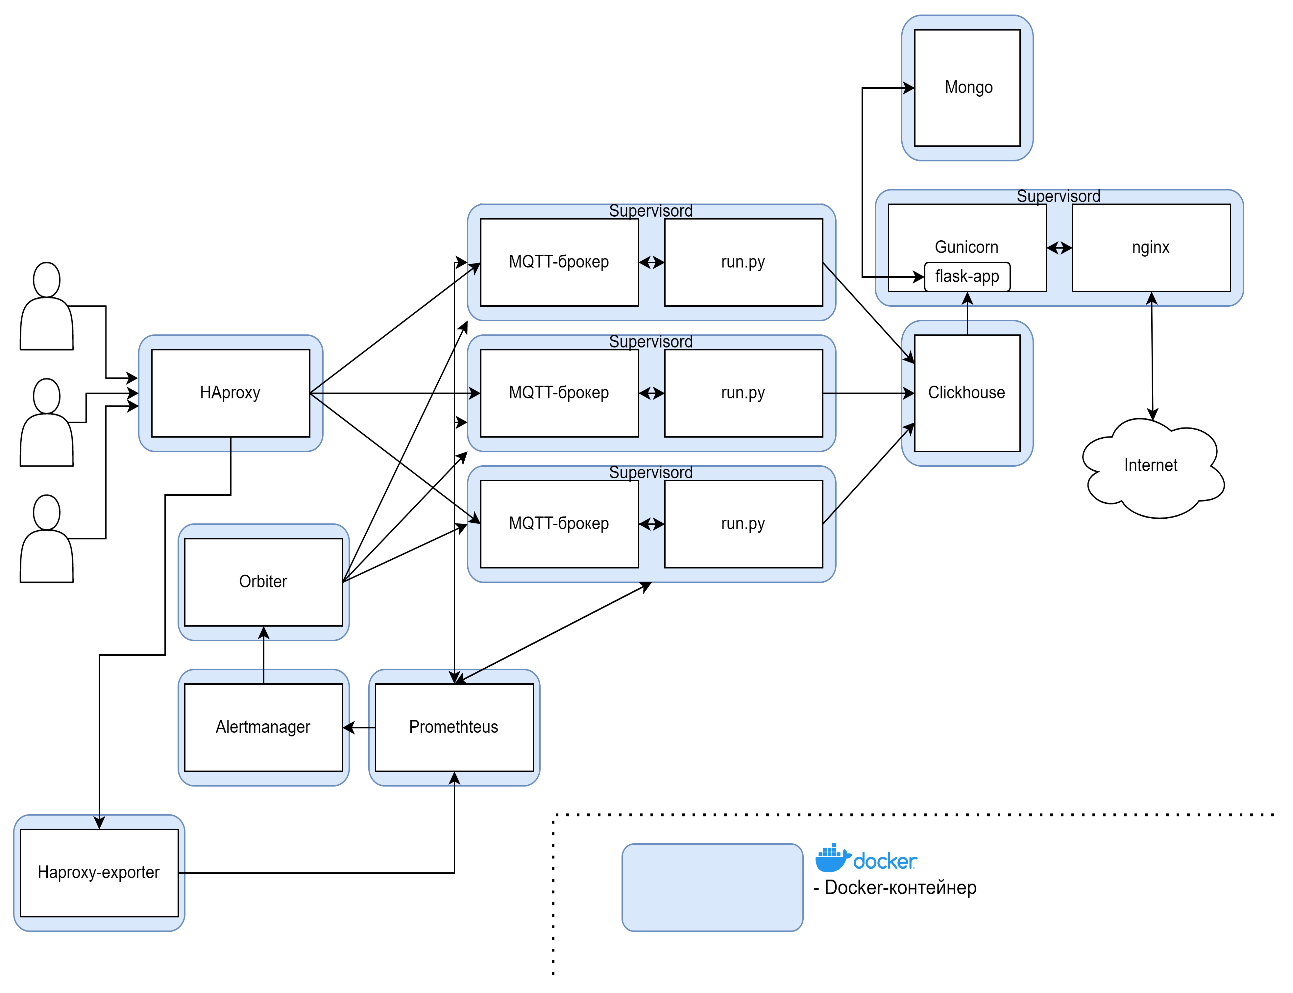 Mongo
Supervisord
Gunicorn
flask-app
nginx
Supervisord
MQTT-брокер
run.py
Supervisord
MQTT-брокер
run.py
Supervisord
MQTT-брокер
run.py
HAproxy
Clickhouse
Internet
Orbiter
Alertmanager
Promethteus
Haproxy-exporter
docker
- Docker-контейнер